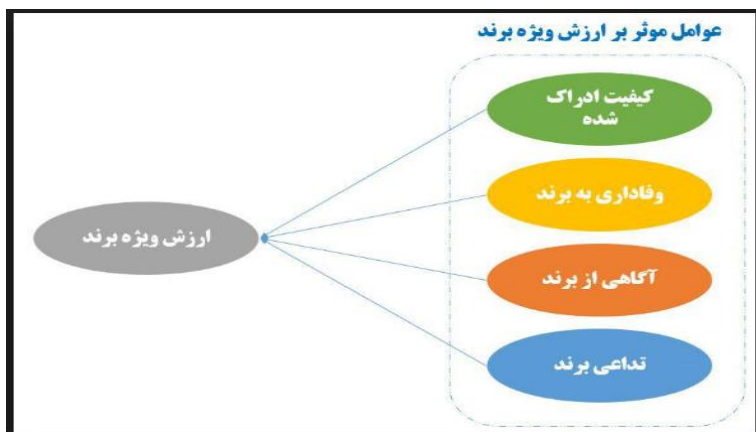 عوامل موثر بر ارزش ویژه برند
کیفیت ادراک
شده
وفاداری به برند
ارزش ویژه برند
آگاهی از برند
تداعی برند